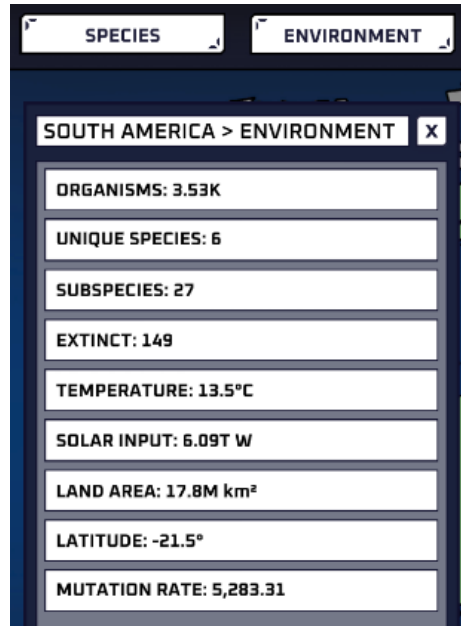 SPECIES
ENVIRONMENT
SOUTH AMERICA > ENVIRONMENT
X
ORGANISMS: 3.53K
UNIQUE SPECIES: 6
SUBSPECIES: 27
EXTINCT: 149
TEMPERATURE: 13.5°C
SOLAR INPUT: 6.09T W
LAND AREA: 17.8M km²
LATITUDE: -21.5°
MUTATION RATE: 5,283.31